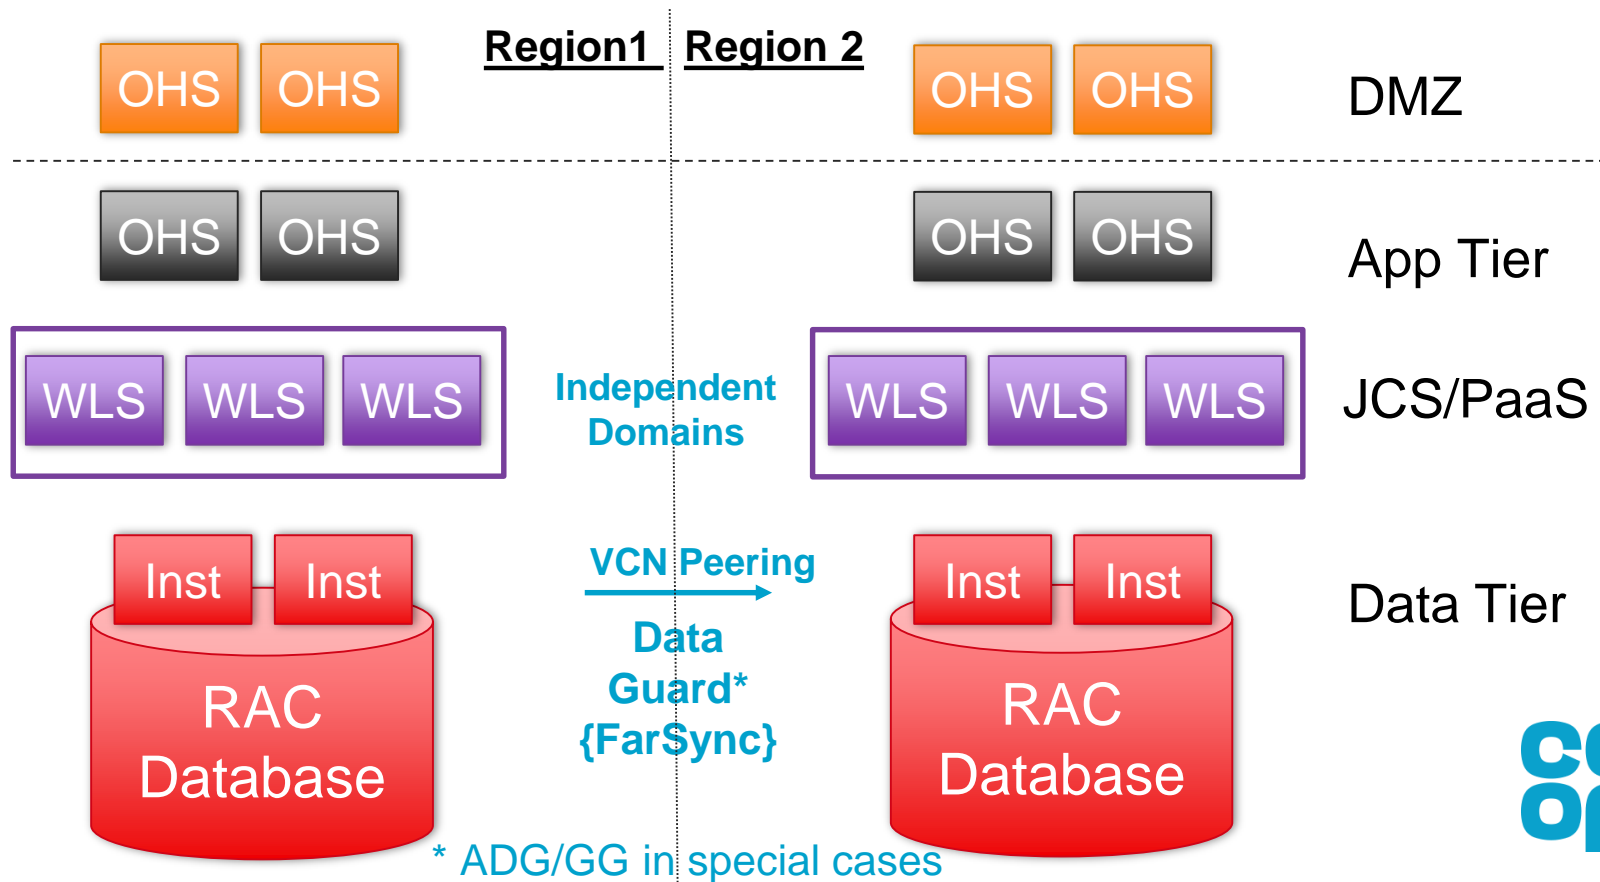 Region1 Region 2
OHS OHS OHS OHS DMZ
OHS OHS OHS OHS App Tier
WLS WLS WLS Independent Domains WLS WLS WLS JCS/PaaS
Inst Inst VCN Peering Inst Inst
Data Guard* {FarSync}
Data Tier
RAC Database RAC Database
* ADG/GG in special cases